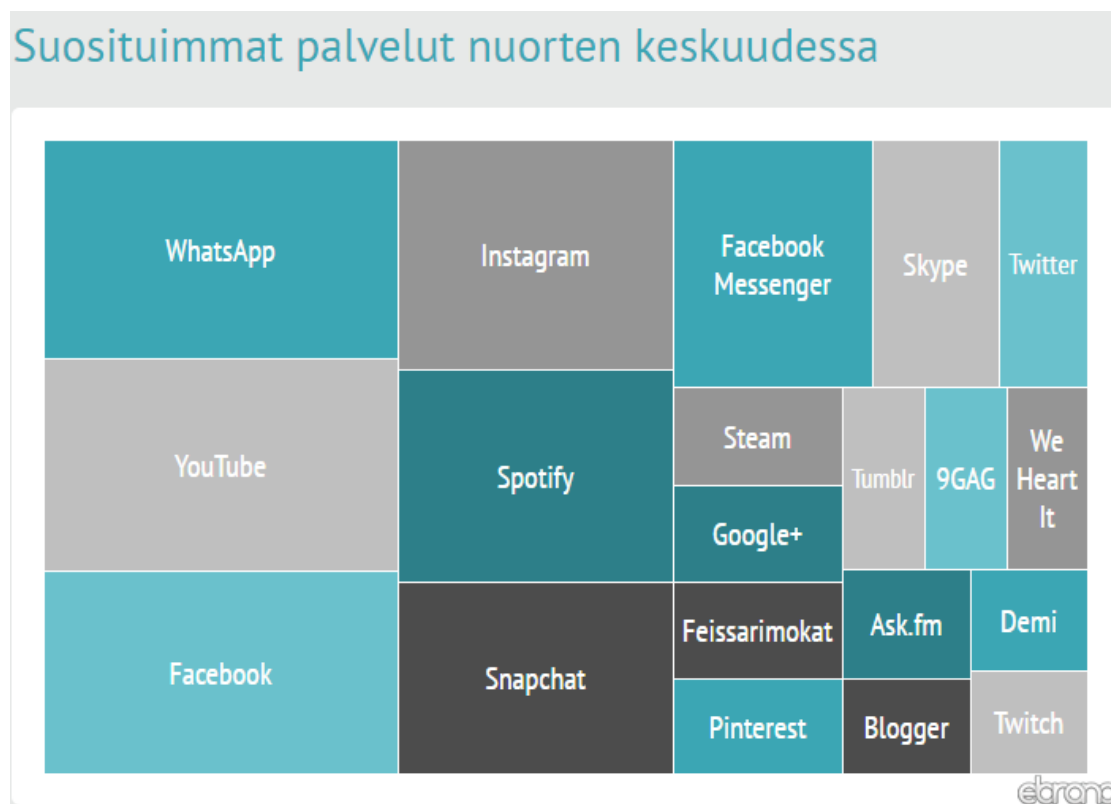 Suosituimmat palvelut nuorten keskuudessa
WhatsApp
YouTube
Facebook
Instagram
Spotify
Snapchat
Facebook
Messenger
Skype
Twitter
Steam
Google+
Feissarimokat
Pinterest
Tumblr
9GAG
We
Heart
It
Ask.fm
Demi
Blogger
Twitch